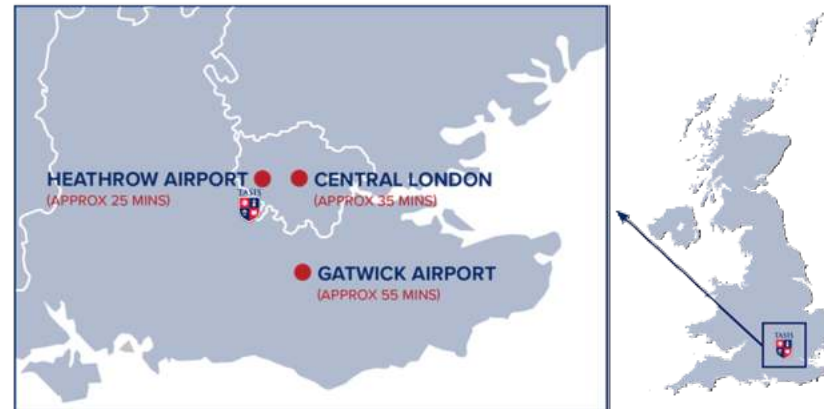 HEATHROW AIRPORT
(APPROX 25 MINS)
TASIS
CENTRAL LONDON
(APPROX 35 MINS)
GATWICK AIRPORT
(APPROX 55 MINS)
TASIS